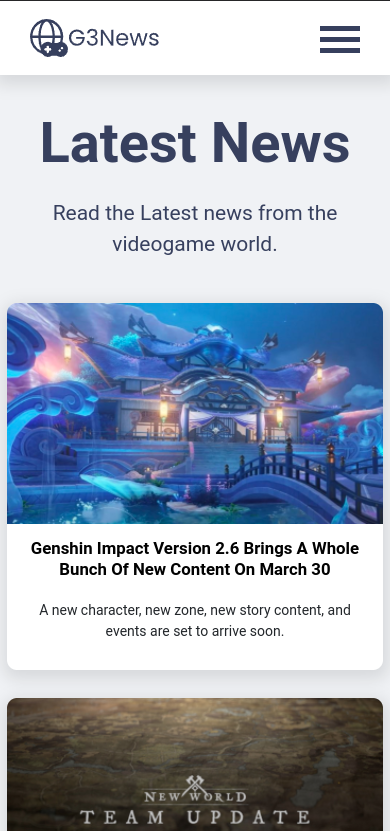 G3News
Latest News
Read the Latest news from the
videogame world.
Genshin Impact Version 2.6 Brings A Whole
Bunch Of New Content On March 30
A new character, new zone, new story content, and
events are set to arrive soon.
NEW WORLD
TEAM UPDATE